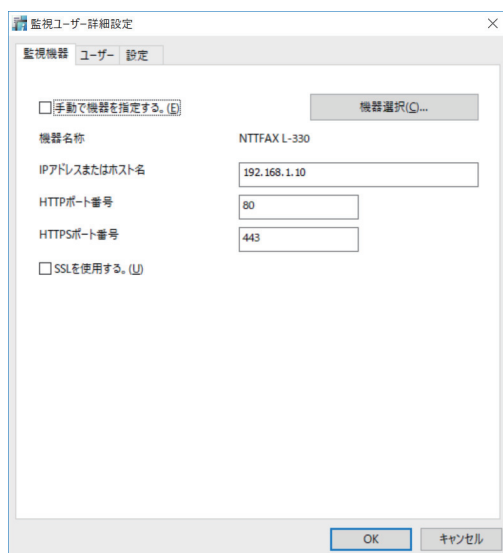 監視ユーザー詳細設定
監視機器 ユーザー 設定
手動で機器を指定する。(E) 機器選択(C)...
機器名称 NTTFAX L-330
IPアドレスまたはホスト名 192.168.1.10
HTTPポート番号 80
HTTPSポート番号 443
SSLを使用する。(U)
OK キャンセル